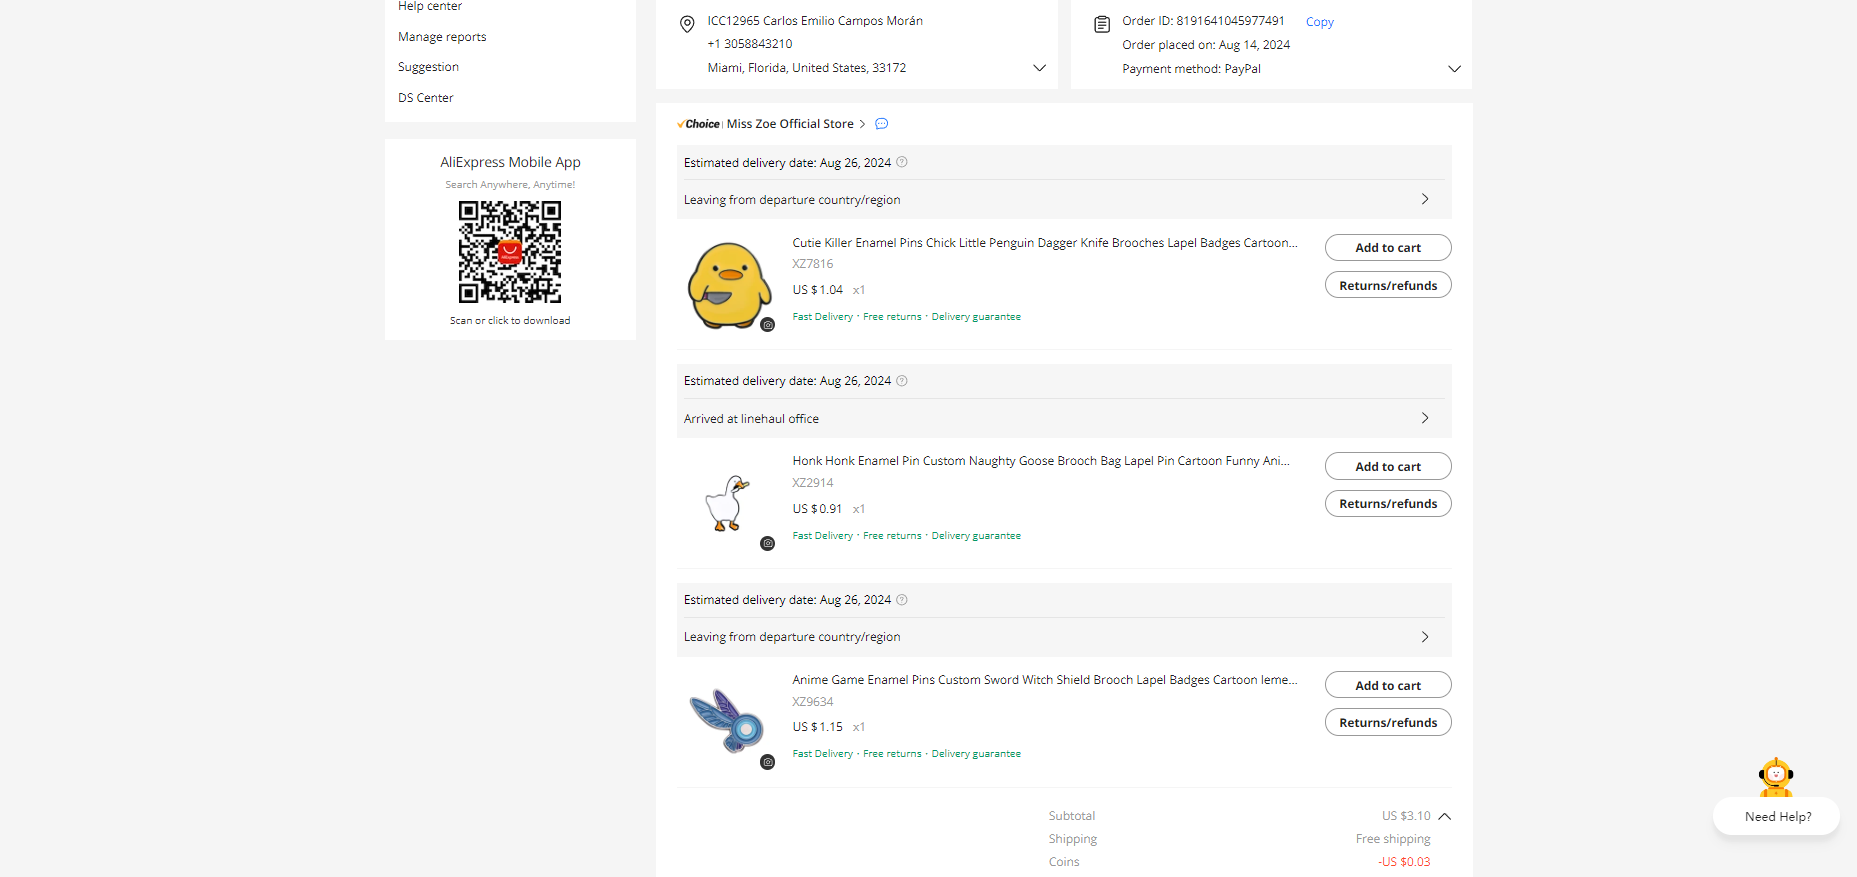 Help center
Manage reports
Suggestion
DS Center
AliExpress Mobile App
Search Anywhere, Anytime!
AliExpress
Scan or click to download
ICC12965 Carlos Emilio Campos Morán
+1 3058843210
Miami, Florida, United States, 33172
Order ID: 8191641045977491 Copy
Order placed on: Aug 14, 2024
Payment method: PayPal
Choice Miss Zoe Official Store
Estimated delivery date: Aug 26, 2024
Leaving from departure country/region
Cutie Killer Enamel Pins Chick Little Penguin Dagger Knife Brooches Lapel Badges Cartoon...
XZ7816
US $1.04 x1
Fast Delivery · Free returns · Delivery guarantee
Add to cart
Returns/refunds
Estimated delivery date: Aug 26, 2024
Arrived at linehaul office
Honk Honk Enamel Pin Custom Naughty Goose Brooch Bag Lapel Pin Cartoon Funny Ani...
XZ2914
US $0.91 x1
Fast Delivery · Free returns · Delivery guarantee
Add to cart
Returns/refunds
Estimated delivery date: Aug 26, 2024
Leaving from departure country/region
Anime Game Enamel Pins Custom Sword Witch Shield Brooch Lapel Badges Cartoon leme...
XZ9634
US $1.15 x1
Fast Delivery · Free returns · Delivery guarantee
Add to cart
Returns/refunds
Subtotal US $3.10
Shipping Free shipping
Coins -US $0.03
Need Help?